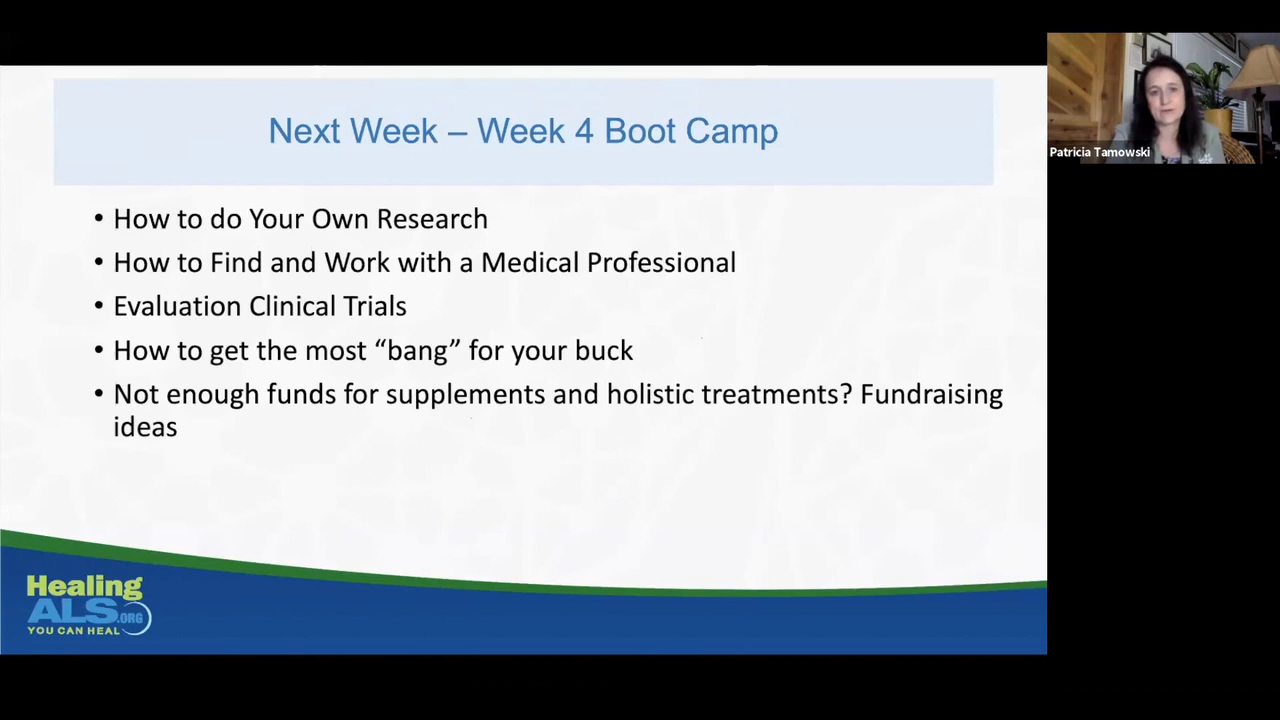 Next Week – Week 4 Boot Camp
• How to do Your Own Research
• How to Find and Work with a Medical Professional
• Evaluation Clinical Trials
• How to get the most “bang” for your buck
• Not enough funds for supplements and holistic treatments? Fundraising
ideas
Healing
ALS.ORG
YOU CAN HEAL
Patricia Tamowski